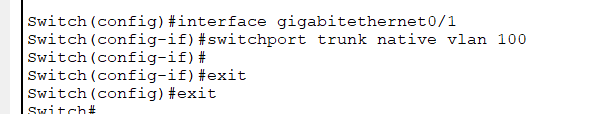 Switch(config)#interface gigabitethernet0/1
Switch(config-if)#switchport trunk native vlan 100
Switch(config-if)#
Switch(config-if)#exit
Switch(config)#exit
Switch#